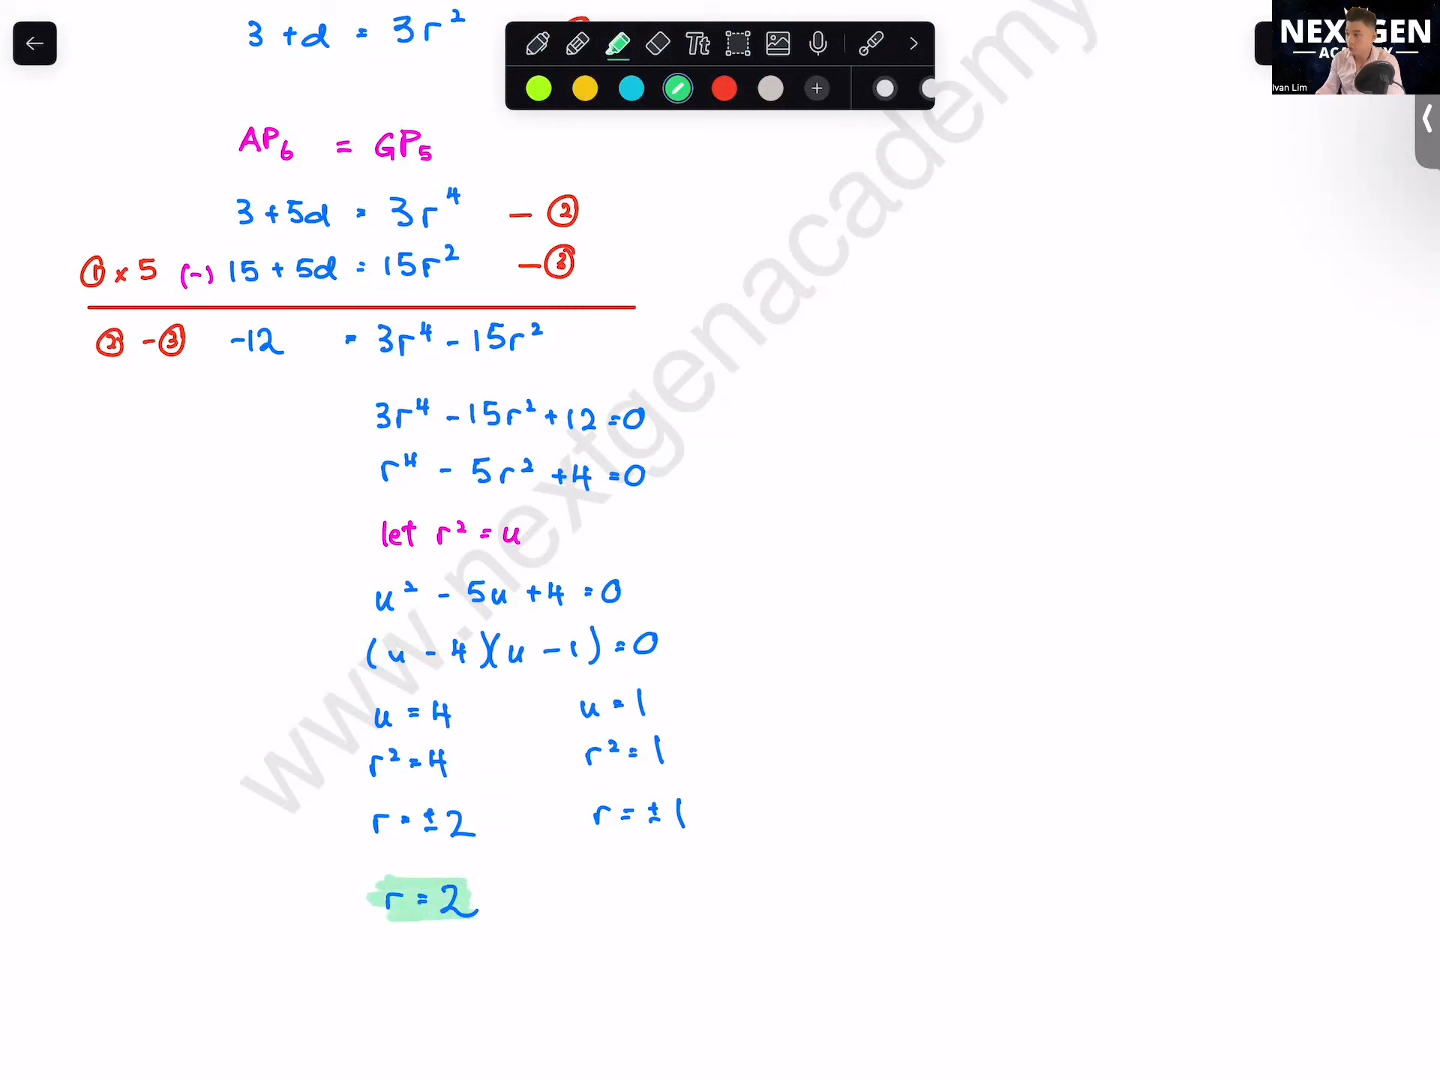 3 + d = 3r²
Tt
NEXTGEN
ACADEMY
Ivan Lim
AP₆ = GP₅
3 + 5d = 3r⁴ — ②
① × 5 (−) 15 + 5d = 15r² — ③
② − ③ -12 = 3r⁴ - 15r²
3r⁴ - 15r² + 12 = 0
r⁴ - 5r² + 4 = 0
let r² = u
u² - 5u + 4 = 0
(u - 4)(u - 1) = 0
u = 4 u = 1
r² = 4 r² = 1
r = ± 2 r = ± 1
r = 2
www.nextgenacademy